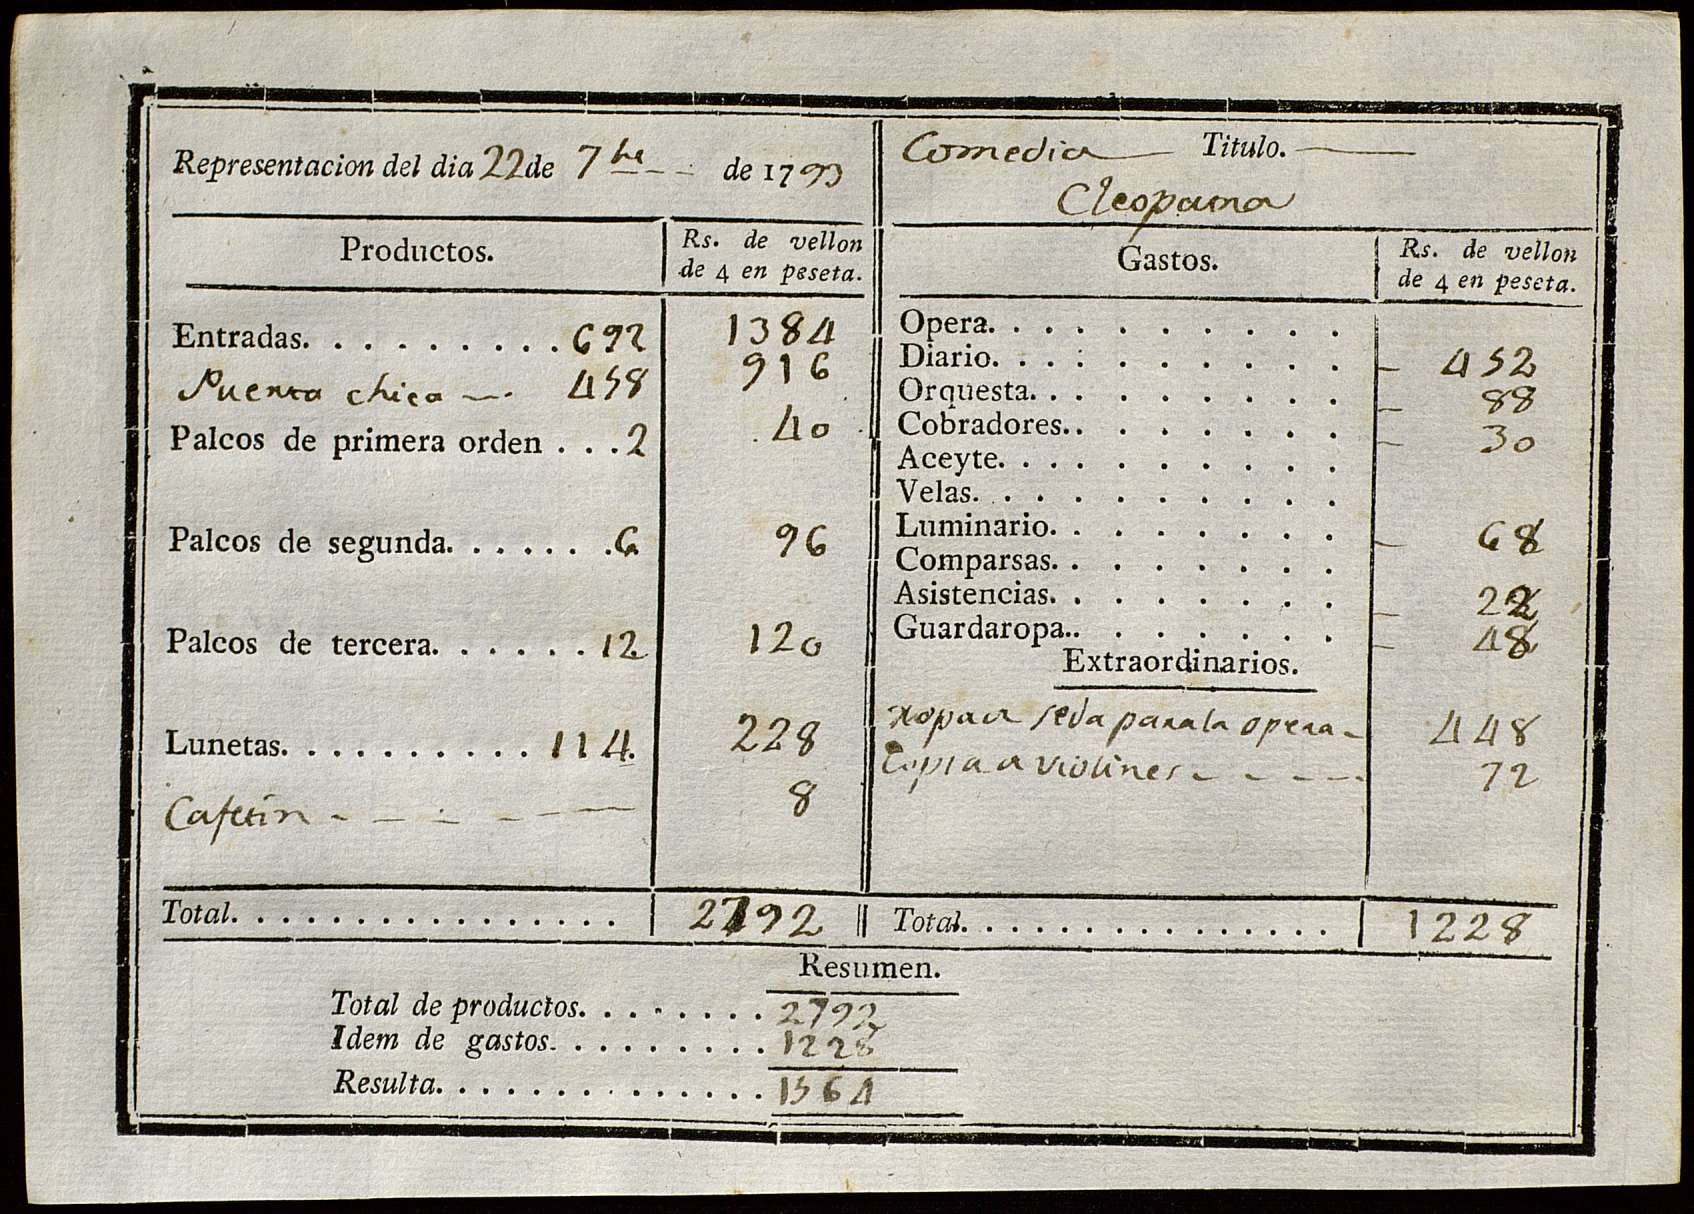 Representacion del dia 22 de 7bre de 1793
Productos.
Rs. de vellon
de 4 en peseta.
Entradas. . . . . . . . . 692 1384
Puerta chica 458 916
Palcos de primera orden . . . 2 40
Palcos de segunda. . . . . . . 6 96
Palcos de tercera. . . . . . 12 120
Lunetas. . . . . . . . . . 114. 228
Cafetin 8
Total. . . . . . . . . . . . . . . . 2792
Comedia Titulo.
Cleopatra
Gastos.
Rs. de vellon
de 4 en peseta.
Opera. . . . . . . . . .
Diario. . . . . . . . . . 452
Orquesta. . . . . . . . . 88
Cobradores. . . . . . . . 30
Aceyte. . . . . . . . . .
Velas. . . . . . . . . . .
Luminario. . . . . . . . 68
Comparsas. . . . . . . .
Asistencias. . . . . . . . 22
Guardaropa. . . . . . . . 48
Extraordinarios.
ropa a seda para la opera 448
Copia a violines 72
Total. . . . . . . . . . . . . . . . 1228
Resumen.
Total de productos. . . . . . . . 2792
Idem de gastos. . . . . . . . . 1228
Resulta. . . . . . . . . . . . . . 1564